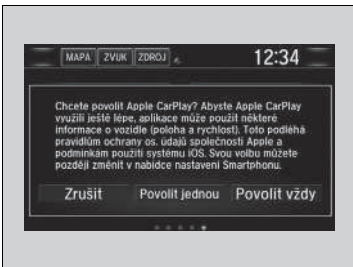 MAPA ZVUK ZDROJ 12:34
Chcete povolit Apple CarPlay? Abyste Apple CarPlay
využili ještě lépe, aplikace může použít některé
informace o vozidle (poloha a rychlost). Toto podléhá
pravidlům ochrany os. údajů společnosti Apple a
podmínkám použití systému iOS. Svou volbu můžete
později změnit v nabídce nastavení Smartphonu.
Zrušit Povolit jednou Povolit vždy